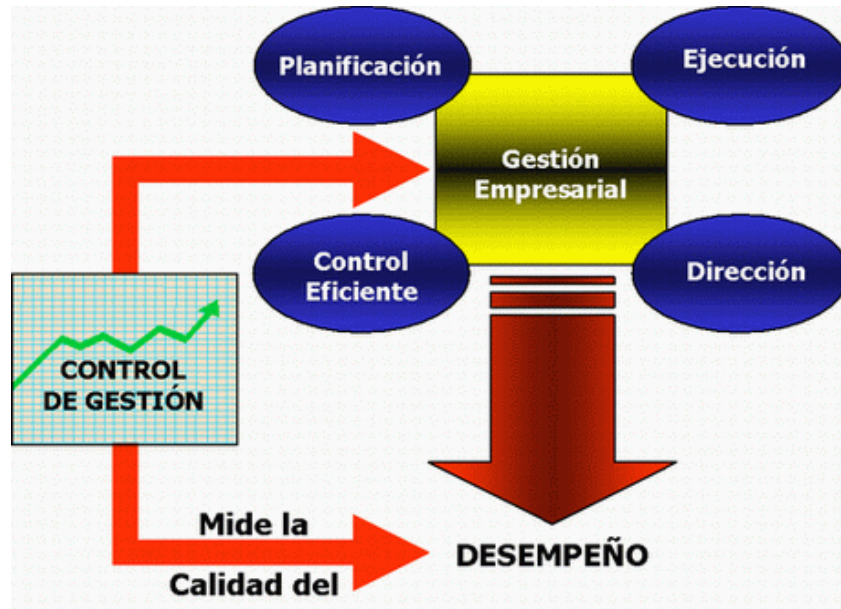 Planificación
Ejecución
Gestión
Empresarial
Control
Eficiente
Dirección
CONTROL
DE GESTIÓN
Mide la
Calidad del
DESEMPEÑO